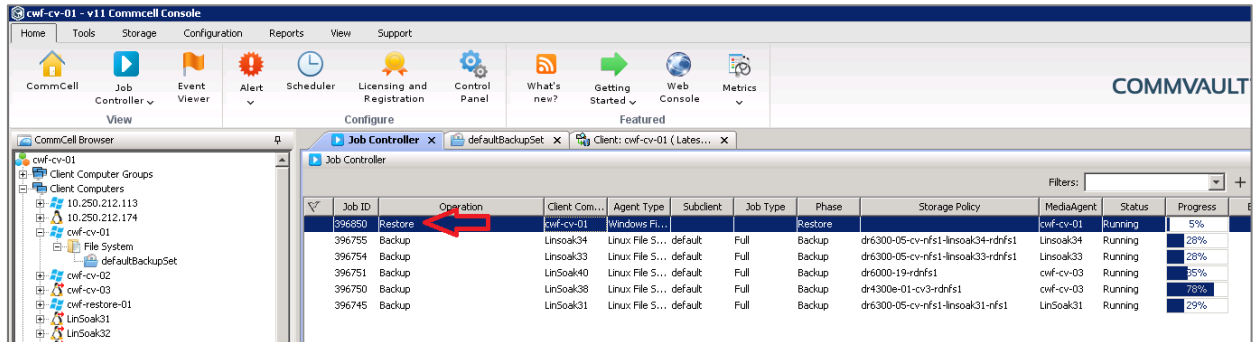 cwf-cv-01 - v11 Commcell Console
Home Tools Storage Configuration Reports View Support
CommCell Job Controller Event Viewer Alert Scheduler Licensing and Registration Control Panel What's new? Getting Started Web Console Metrics
View Configure Featured
COMMVAULT
CommCell Browser
Job Controller defaultBackupSet Client: cwf-cv-01 ( Lates...
cwf-cv-01
Client Computer Groups
Client Computers
10.250.212.113
10.250.212.174
cwf-cv-01
File System
defaultBackupSet
cwf-cv-02
cwf-cv-03
cwf-restore-01
LinSoak31
LinSoak32
Job Controller
Filters:
Job ID Operation Client Com... Agent Type Subclient Job Type Phase Storage Policy MediaAgent Status Progress
396850 Restore cwf-cv-01 Windows Fi... Restore cwf-cv-01 Running 5%
396755 Backup Linsoak34 Linux File S... default Full Backup dr6300-05-cv-nfs1-linsoak34-rdnfs1 Linsoak34 Running 28%
396754 Backup Linsoak33 Linux File S... default Full Backup dr6300-05-cv-nfs1-linsoak33-rdnfs1 Linsoak33 Running 28%
396751 Backup LinSoak40 Linux File S... default Full Backup dr6000-19-rdnfs1 cwf-cv-03 Running 35%
396750 Backup LinSoak38 Linux File S... default Full Backup dr4300e-01-cv3-rdnfs1 cwf-cv-03 Running 78%
396745 Backup LinSoak31 Linux File S... default Full Backup dr6300-05-cv-nfs1-linsoak31-nfs1 LinSoak31 Running 29%